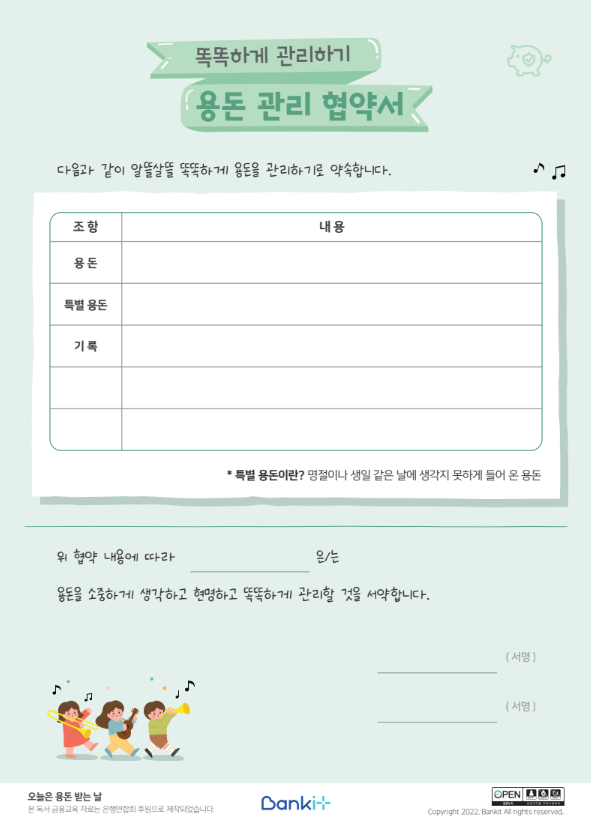 똑똑하게 관리하기
용돈 관리 협약서
다음과 같이 알뜰살뜰 똑똑하게 용돈을 관리하기로 약속합니다.
조 항 내 용
용 돈
특별 용돈
기 록
* 특별 용돈이란? 명절이나 생일 같은 날에 생각지 못하게 들어 온 용돈
위 협약 내용에 따라 은/는
용돈을 소중하게 생각하고 현명하고 똑똑하게 관리할 것을 서약합니다.
( 서명 )
( 서명 )
오늘은 용돈 받는 날
본 독서 금융교육 자료는 은행연합회 후원으로 제작되었습니다.
Bankit
OPEN
Copyright 2022. Bankit All rights reserved.